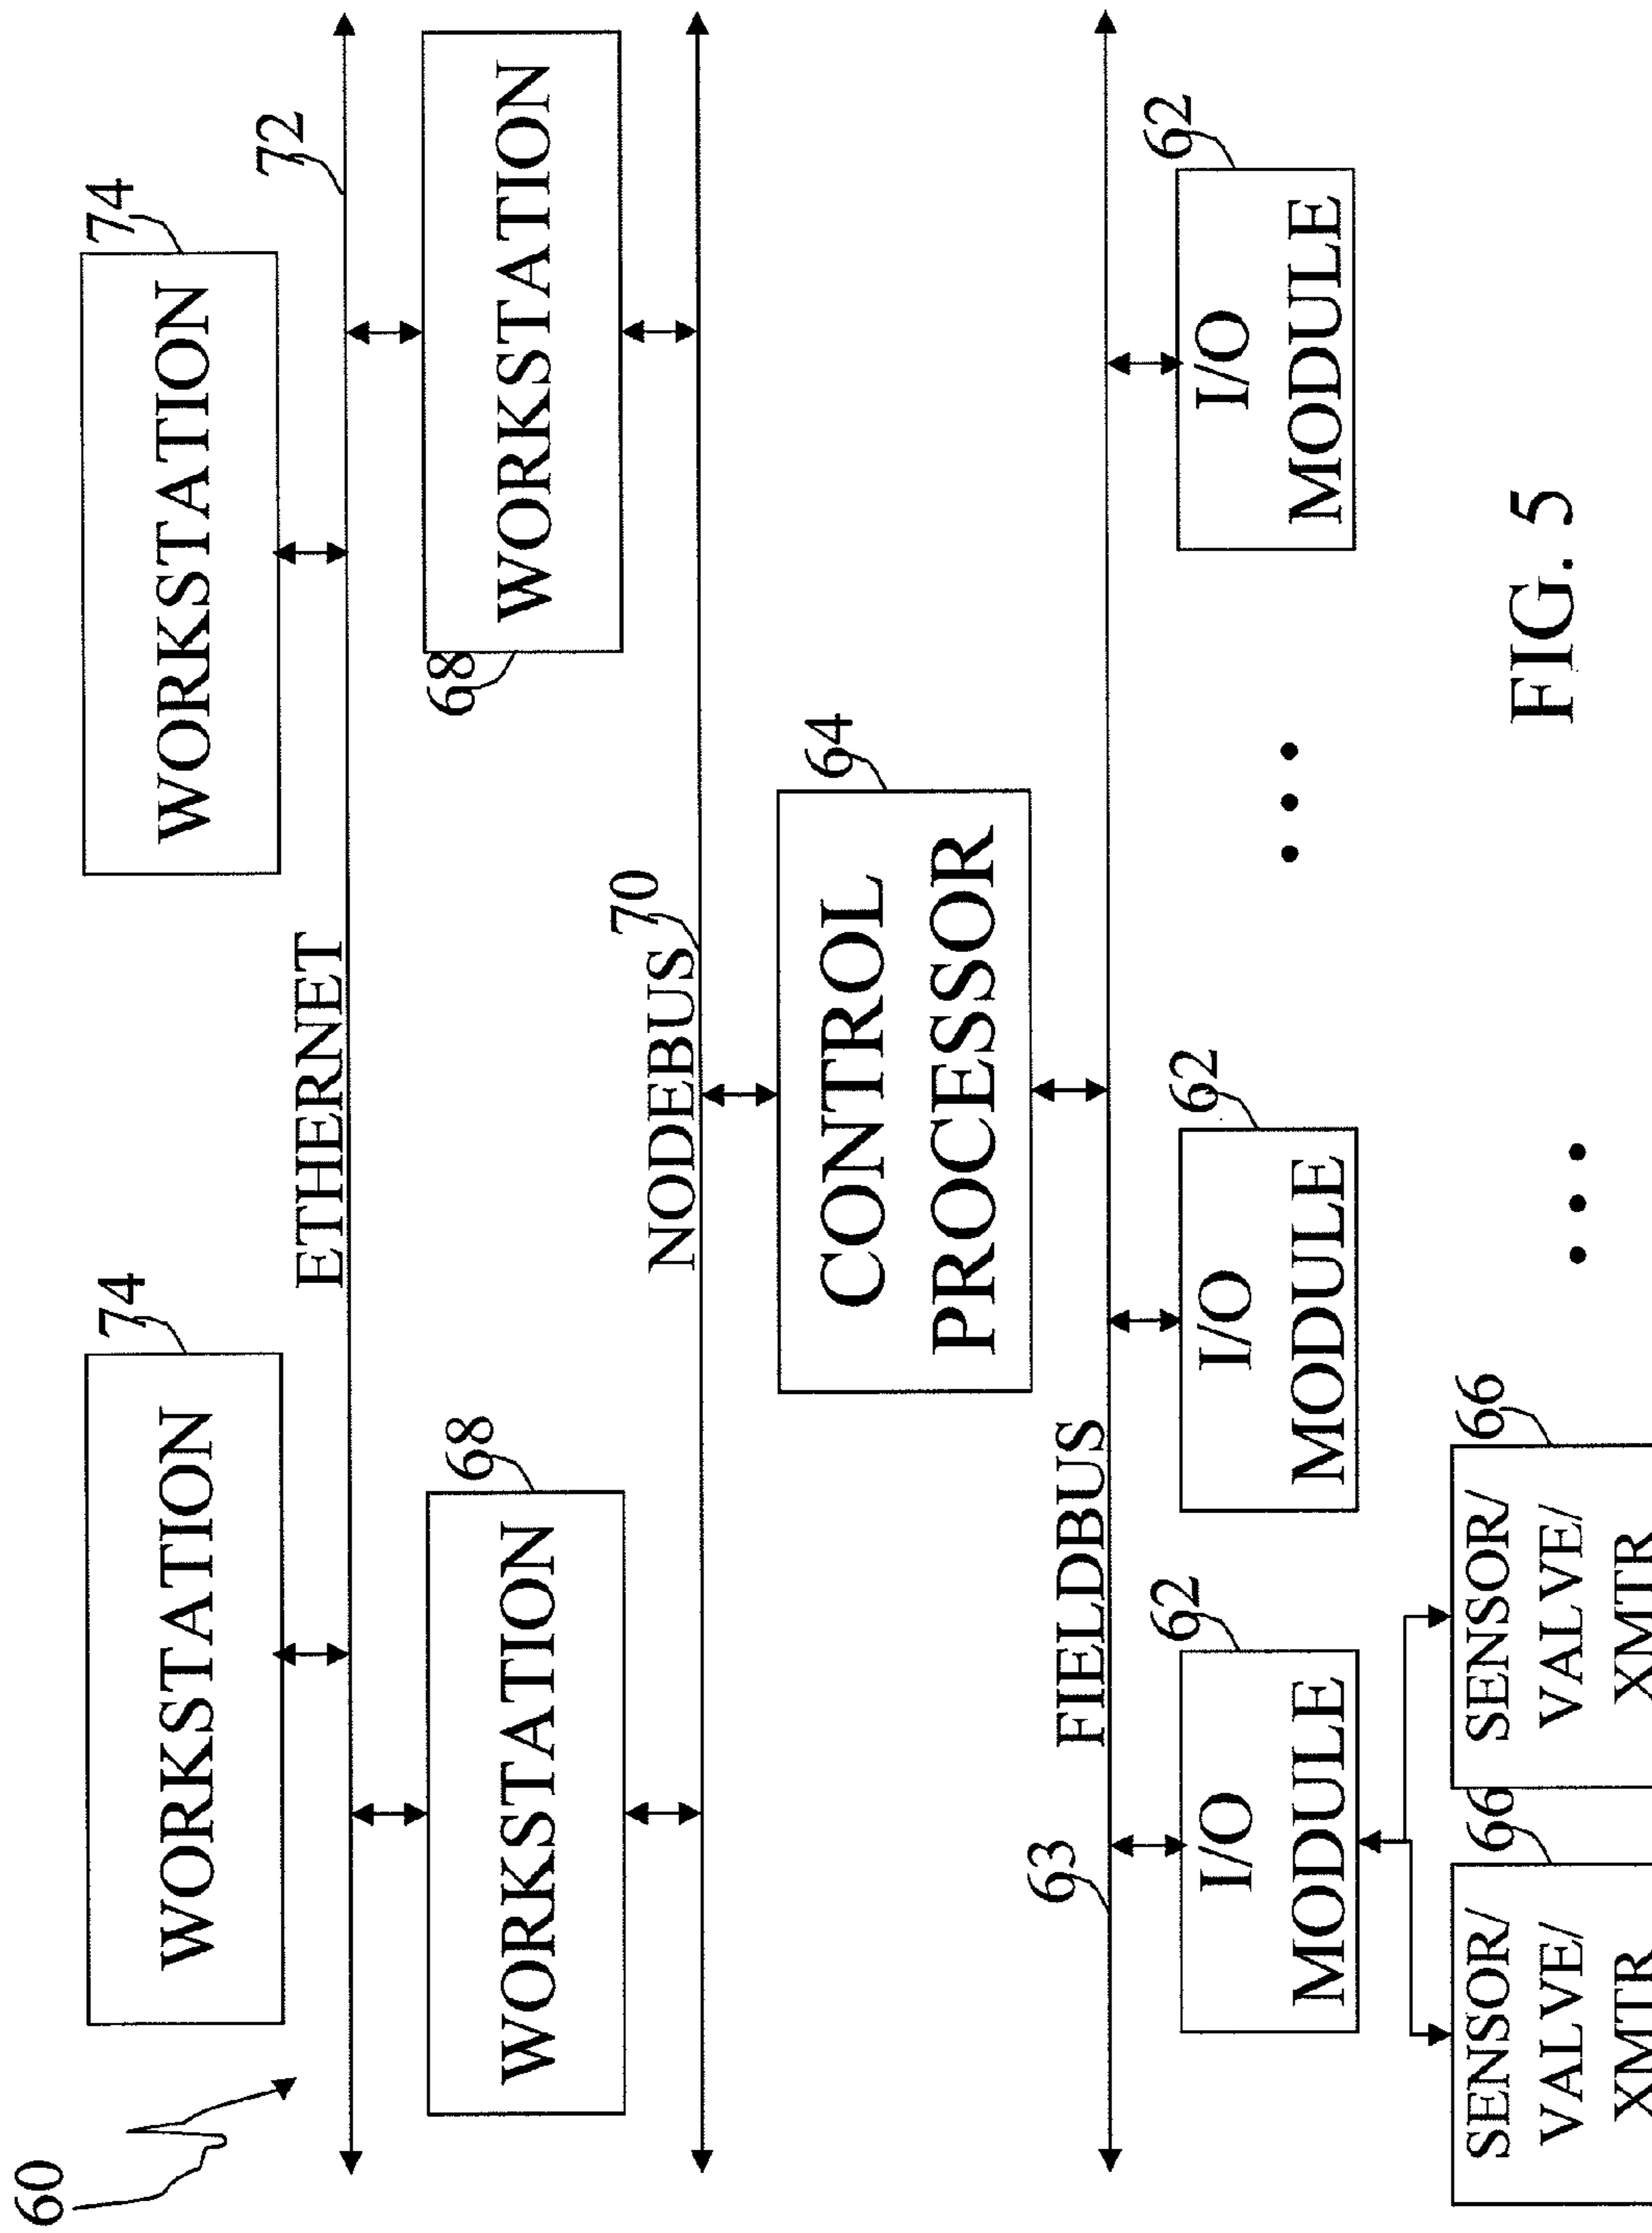 60
74
WORKSTATION
74
WORKSTATION
ETHERNET
72
68
WORKSTATION
68
WORKSTATION
NODEBUS
70
64
CONTROL
PROCESSOR
63
FIELDBUS
62
I/O
MODULE
62
I/O
MODULE
62
I/O
MODULE
66
SENSOR/
VALVE/
XMTR
66
SENSOR/
VALVE/
XMTR
FIG. 5